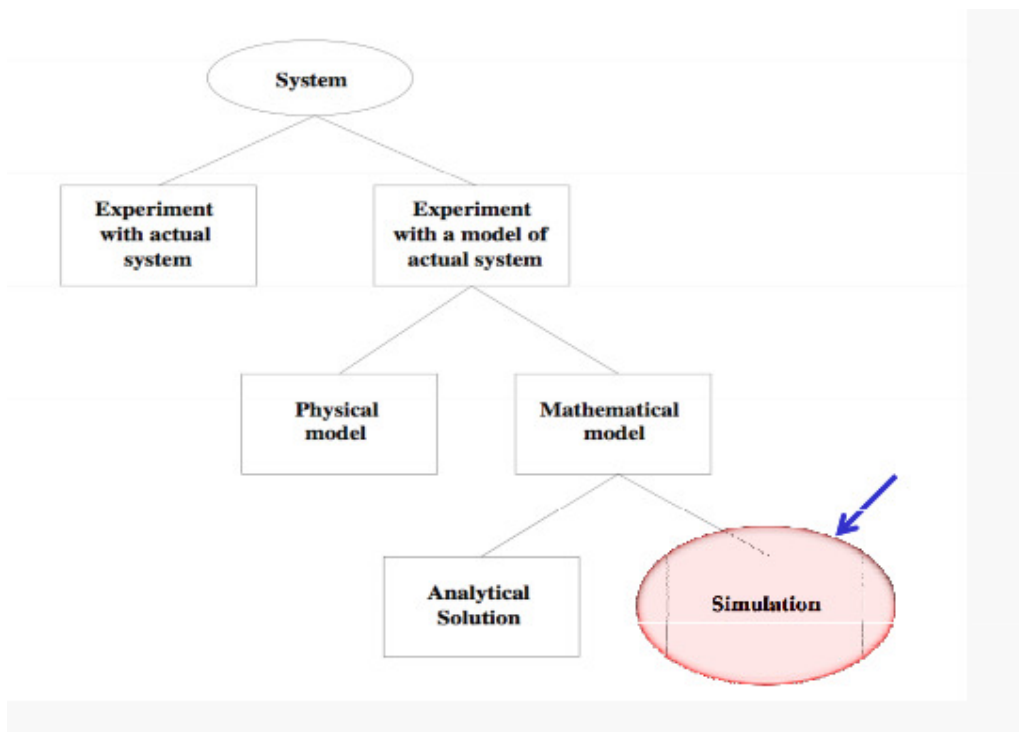 System
Experiment
with actual
system
Experiment
with a model of
actual system
Physical
model
Mathematical
model
Analytical
Solution
Simulation